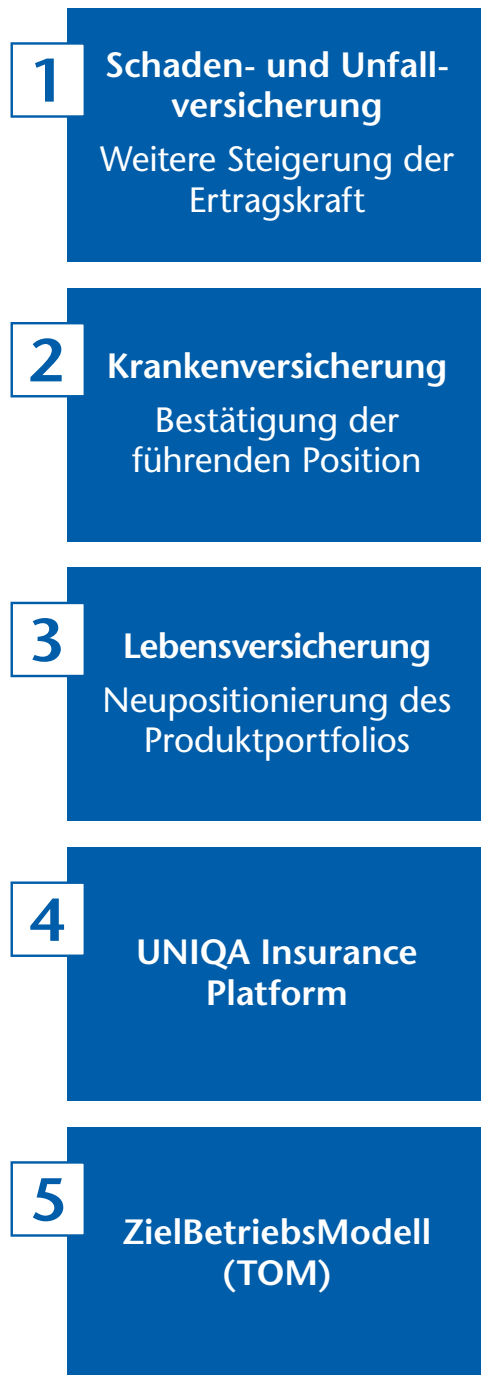 1
Schaden- und Unfall-
versicherung
Weitere Steigerung der
Ertragskraft
2
Krankenversicherung
Bestätigung der
führenden Position
3
Lebensversicherung
Neupositionierung des
Produktportfolios
4
UNIQA Insurance
Platform
5
ZielBetriebsModell
(TOM)